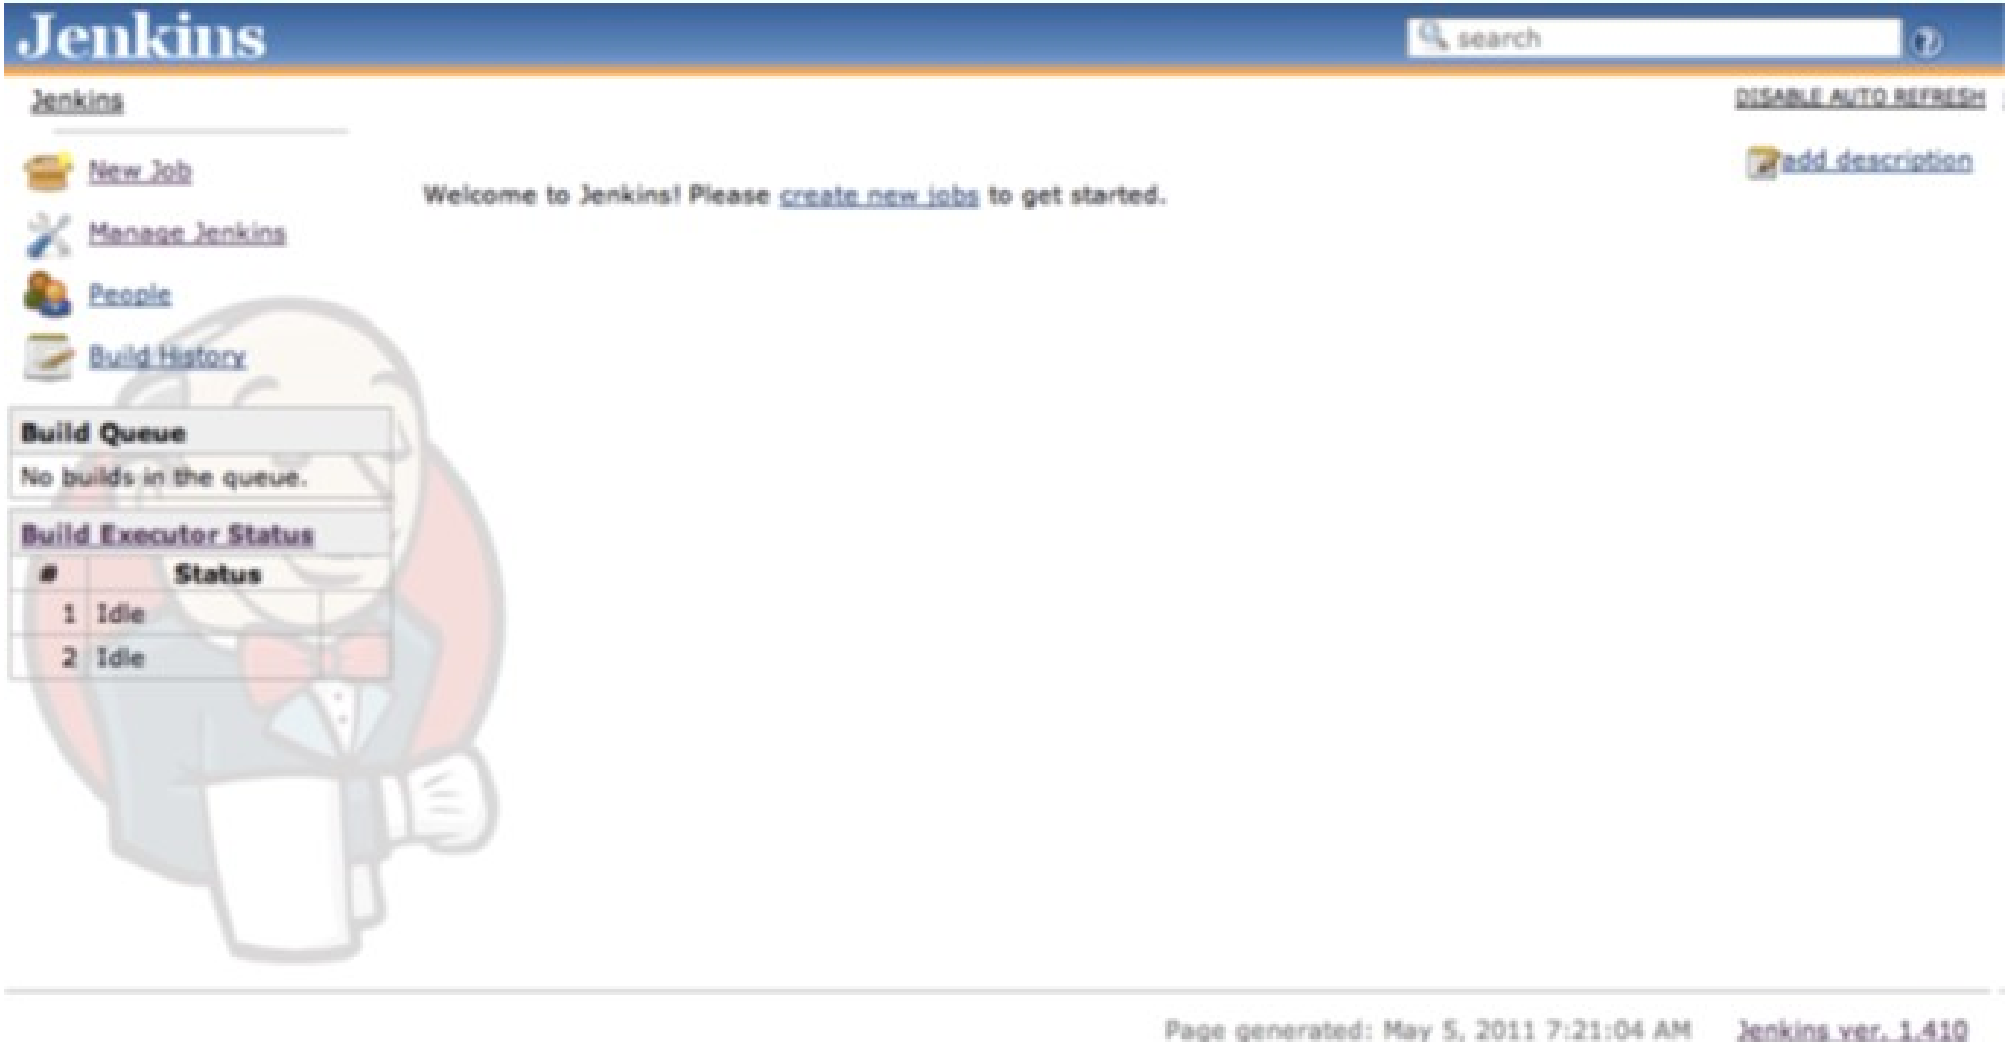 Jenkins
search
Jenkins
DISABLE AUTO REFRESH
New Job
add description
Welcome to Jenkins! Please create new jobs to get started.
Manage Jenkins
People
Build History
Build Queue
No builds in the queue.
Build Executor Status
# Status
1 Idle
2 Idle
Page generated: May 5, 2011 7:21:04 AM Jenkins ver. 1.410